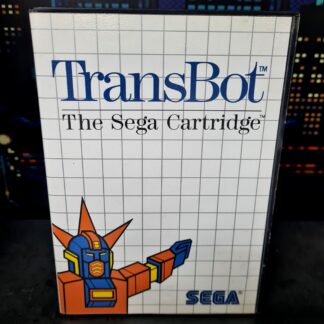 TransBot™
The Sega Cartridge™
SEGA®